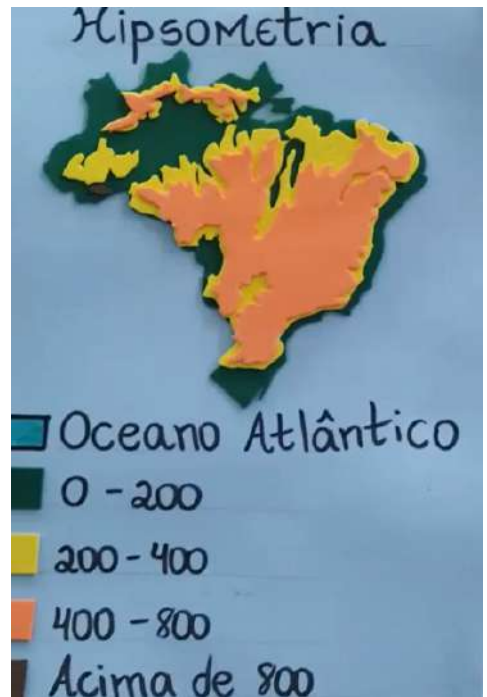 Hipsometria
Oceano Atlântico
0 - 200
200 - 400
400 - 800
Acima de 800